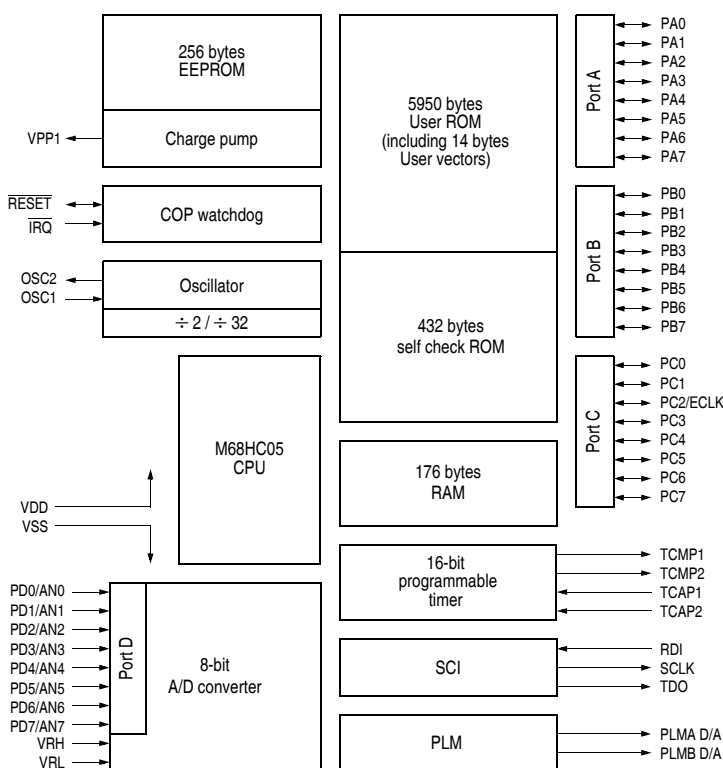 256 bytes
EEPROM
Charge pump
VPP1
RESET
IRQ
COP watchdog
OSC2
OSC1
Oscillator
÷ 2 / ÷ 32
M68HC05
CPU
VDD
VSS
PD0/AN0
PD1/AN1
PD2/AN2
PD3/AN3
PD4/AN4
PD5/AN5
PD6/AN6
PD7/AN7
VRH
VRL
Port D
8-bit
A/D converter
5950 bytes
User ROM
(including 14 bytes
User vectors)
432 bytes
self check ROM
176 bytes
RAM
16-bit
programmable
timer
SCI
PLM
Port A
PA0
PA1
PA2
PA3
PA4
PA5
PA6
PA7
Port B
PB0
PB1
PB2
PB3
PB4
PB5
PB6
PB7
Port C
PC0
PC1
PC2/ECLK
PC3
PC4
PC5
PC6
PC7
TCMP1
TCMP2
TCAP1
TCAP2
RDI
SCLK
TDO
PLMA D/A
PLMB D/A